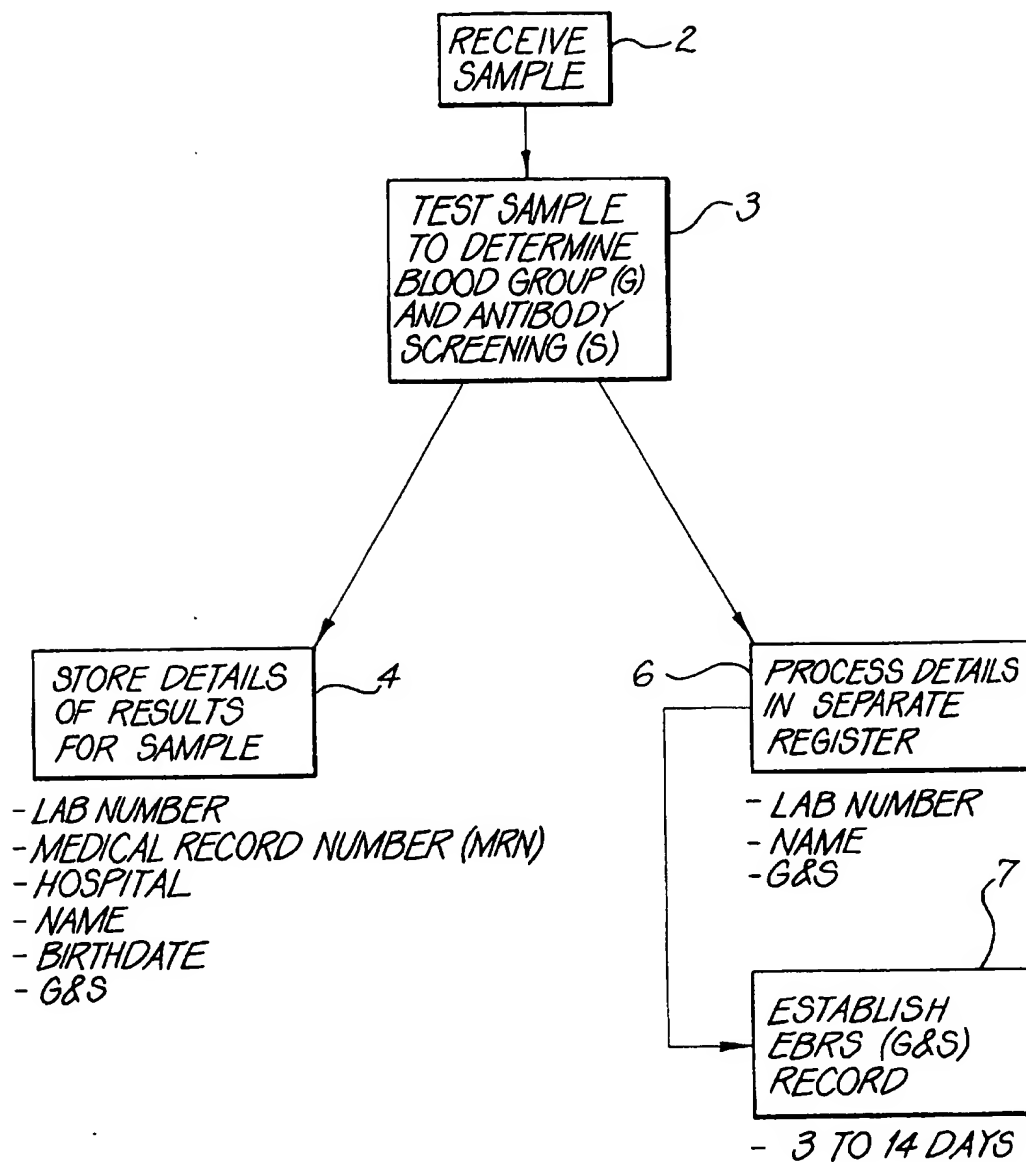 RECEIVE
SAMPLE
2
TEST SAMPLE
TO DETERMINE
BLOOD GROUP (G)
AND ANTIBODY
SCREENING (S)
3
STORE DETAILS
OF RESULTS
FOR SAMPLE
4
- LAB NUMBER
- MEDICAL RECORD NUMBER (MRN)
- HOSPITAL
- NAME
- BIRTHDATE
- G&S
6
PROCESS DETAILS
IN SEPARATE
REGISTER
- LAB NUMBER
- NAME
- G&S
7
ESTABLISH
EBRS (G&S)
RECORD
- 3 TO 14 DAYS